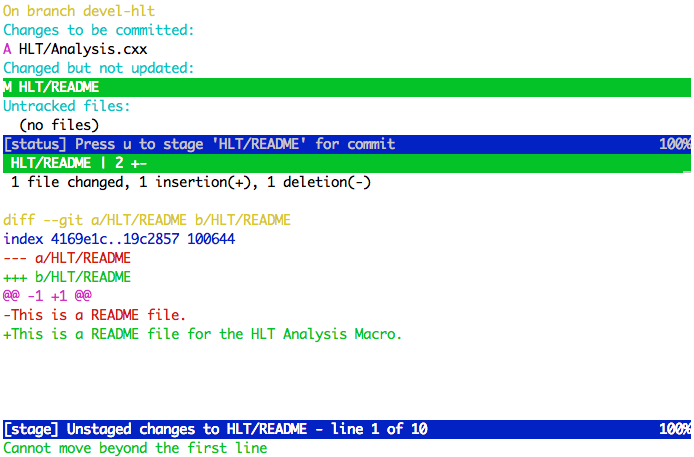 On branch devel-hlt
Changes to be committed:
A HLT/Analysis.cxx
Changed but not updated:
M HLT/README
Untracked files:
  (no files)
[status] Press u to stage 'HLT/README' for commit 100%
 HLT/README | 2 +-
 1 file changed, 1 insertion(+), 1 deletion(-)
diff --git a/HLT/README b/HLT/README
index 4169e1c..19c2857 100644
--- a/HLT/README
+++ b/HLT/README
@@ -1 +1 @@
-This is a README file.
+This is a README file for the HLT Analysis Macro.
[stage] Unstaged changes to HLT/README - line 1 of 10 100%
Cannot move beyond the first line